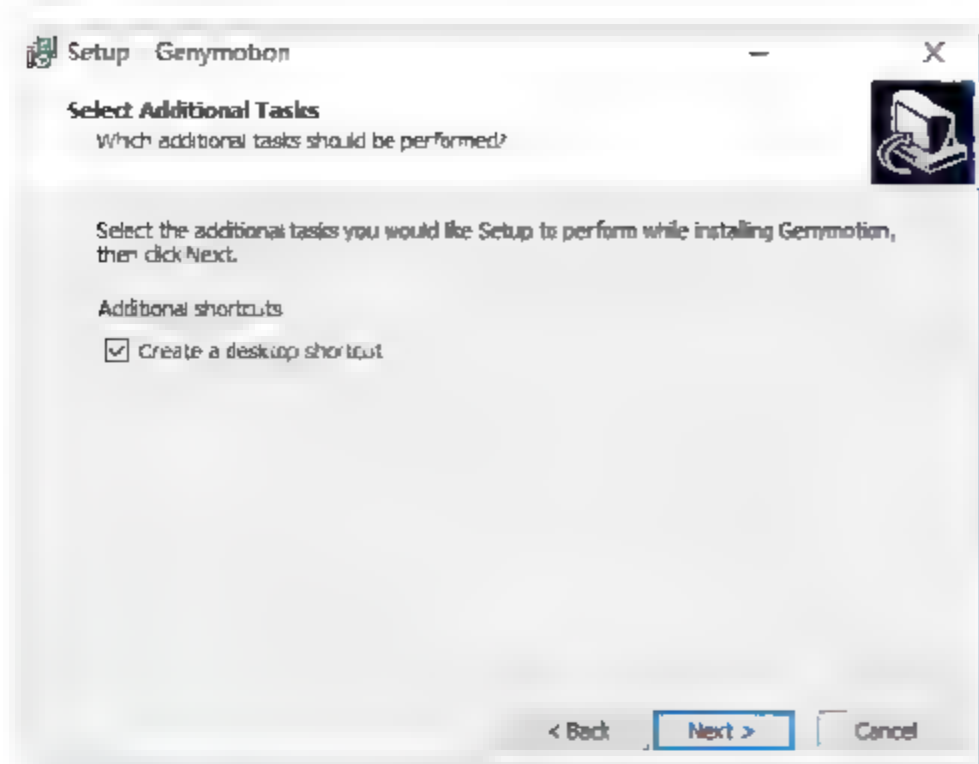 Setup Genymotion
Select Additional Tasks
Which additional tasks should be performed?
Select the additional tasks you would like Setup to perform while installing Genymotion,
then click Next.
Additional shortcuts
Create a desktop shortcut
< Back
Next >
Cancel